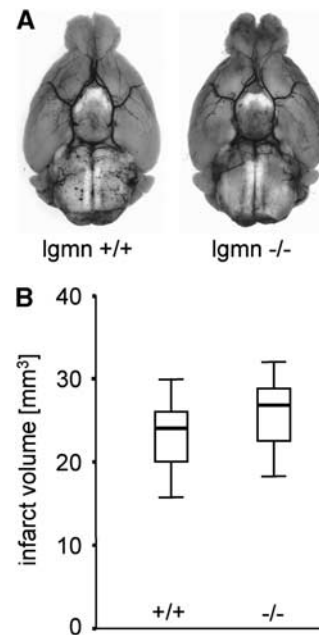 A
lgmn +/+ lgmn -/-
B
infarct volume [mm³]
40
30
20
10
0
+/+ -/-